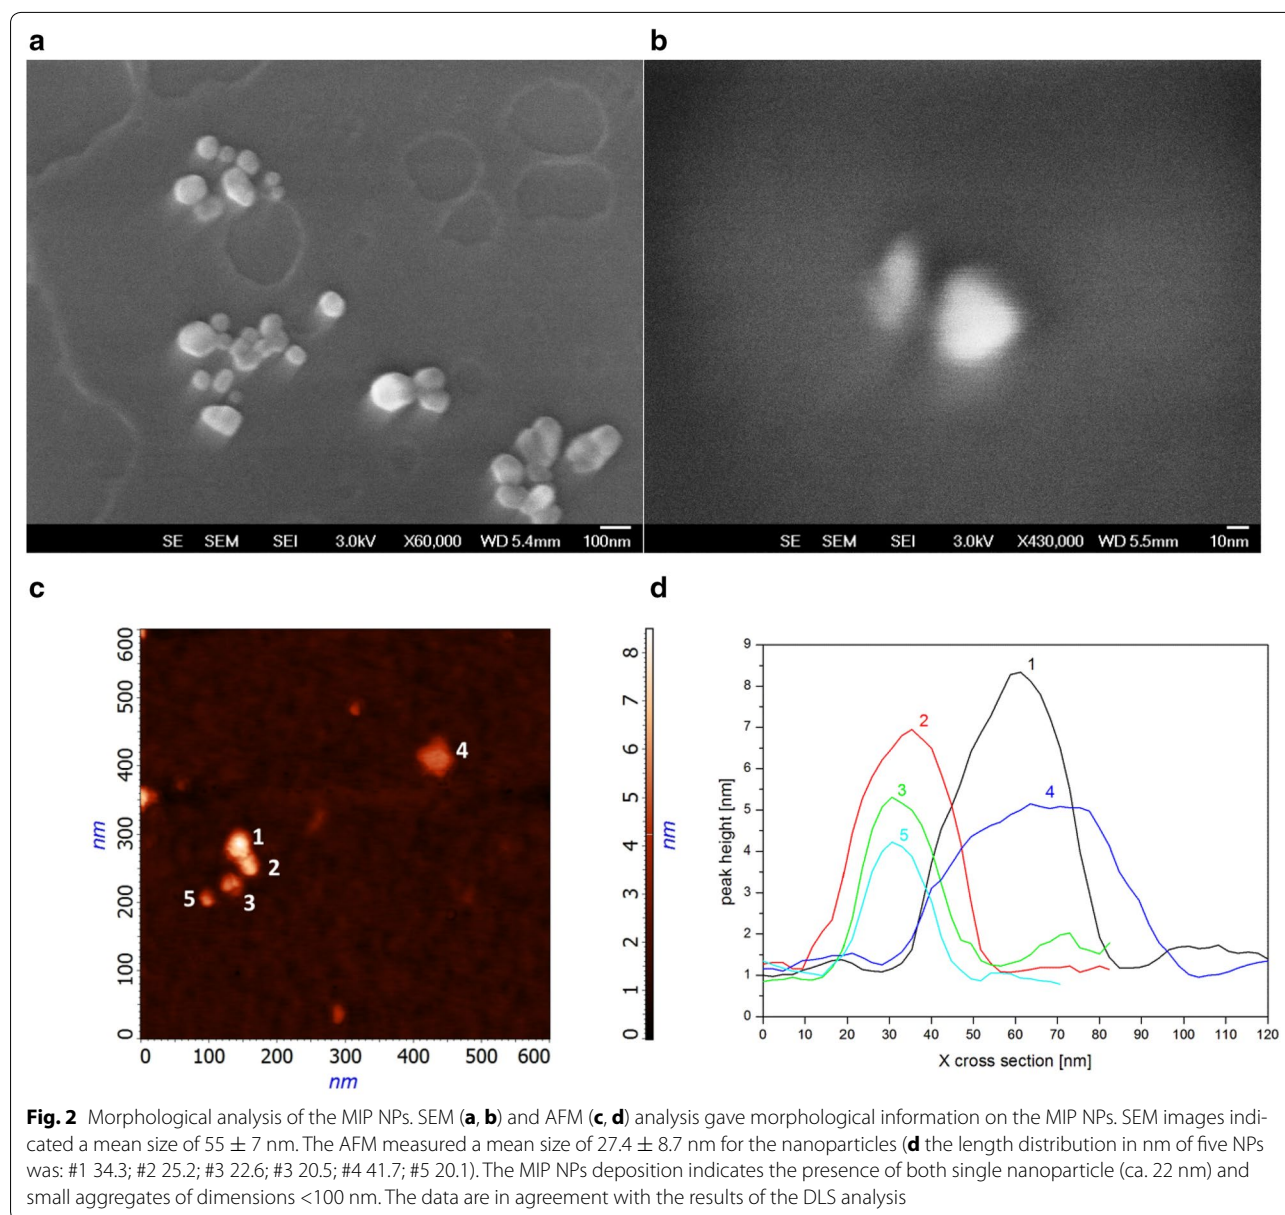 a
b
SE SEM SEI 3.0kV X60,000 WD 5.4mm 100nm
SE SEM SEI 3.0kV X430,000 WD 5.5mm 10nm
c
d
600
500
400
300
200
100
0
nm
0 100 200 300 400 500 600
nm
1
2
3
4
5
8
7
6
5
4
3
2
1
0
nm
9
8
7
6
5
4
3
2
1
0
peak height [nm]
1
2
3
4
5
0 10 20 30 40 50 60 70 80 90 100 110 120
X cross section [nm]
Fig. 2 Morphological analysis of the MIP NPs. SEM (a, b) and AFM (c, d) analysis gave morphological information on the MIP NPs. SEM images indi-
cated a mean size of 55 ± 7 nm. The AFM measured a mean size of 27.4 ± 8.7 nm for the nanoparticles (d the length distribution in nm of five NPs
was: #1 34.3; #2 25.2; #3 22.6; #3 20.5; #4 41.7; #5 20.1). The MIP NPs deposition indicates the presence of both single nanoparticle (ca. 22 nm) and
small aggregates of dimensions <100 nm. The data are in agreement with the results of the DLS analysis